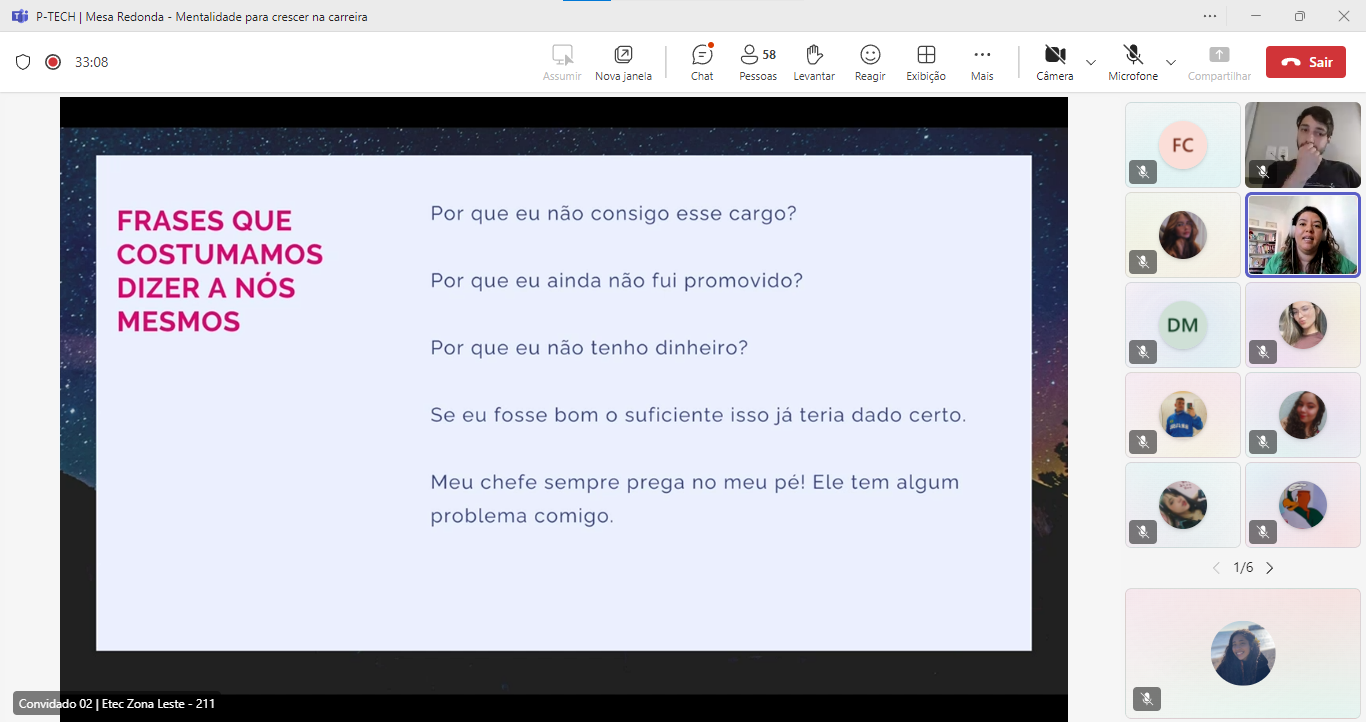 P-TECH | Mesa Redonda - Mentalidade para crescer na carreira
33:08
Assumir
Nova janela
Chat
58
Pessoas
Levantar
Reagir
Exibição
Mais
Câmera
Microfone
Compartilhar
Sair
FRASES QUE
COSTUMAMOS
DIZER A NÓS
MESMOS
Por que eu não consigo esse cargo?
Por que eu ainda não fui promovido?
Por que eu não tenho dinheiro?
Se eu fosse bom o suficiente isso já teria dado certo.
Meu chefe sempre prega no meu pé! Ele tem algum
problema comigo.
FC
DM
1/6
Convidado 02 | Etec Zona Leste - 211